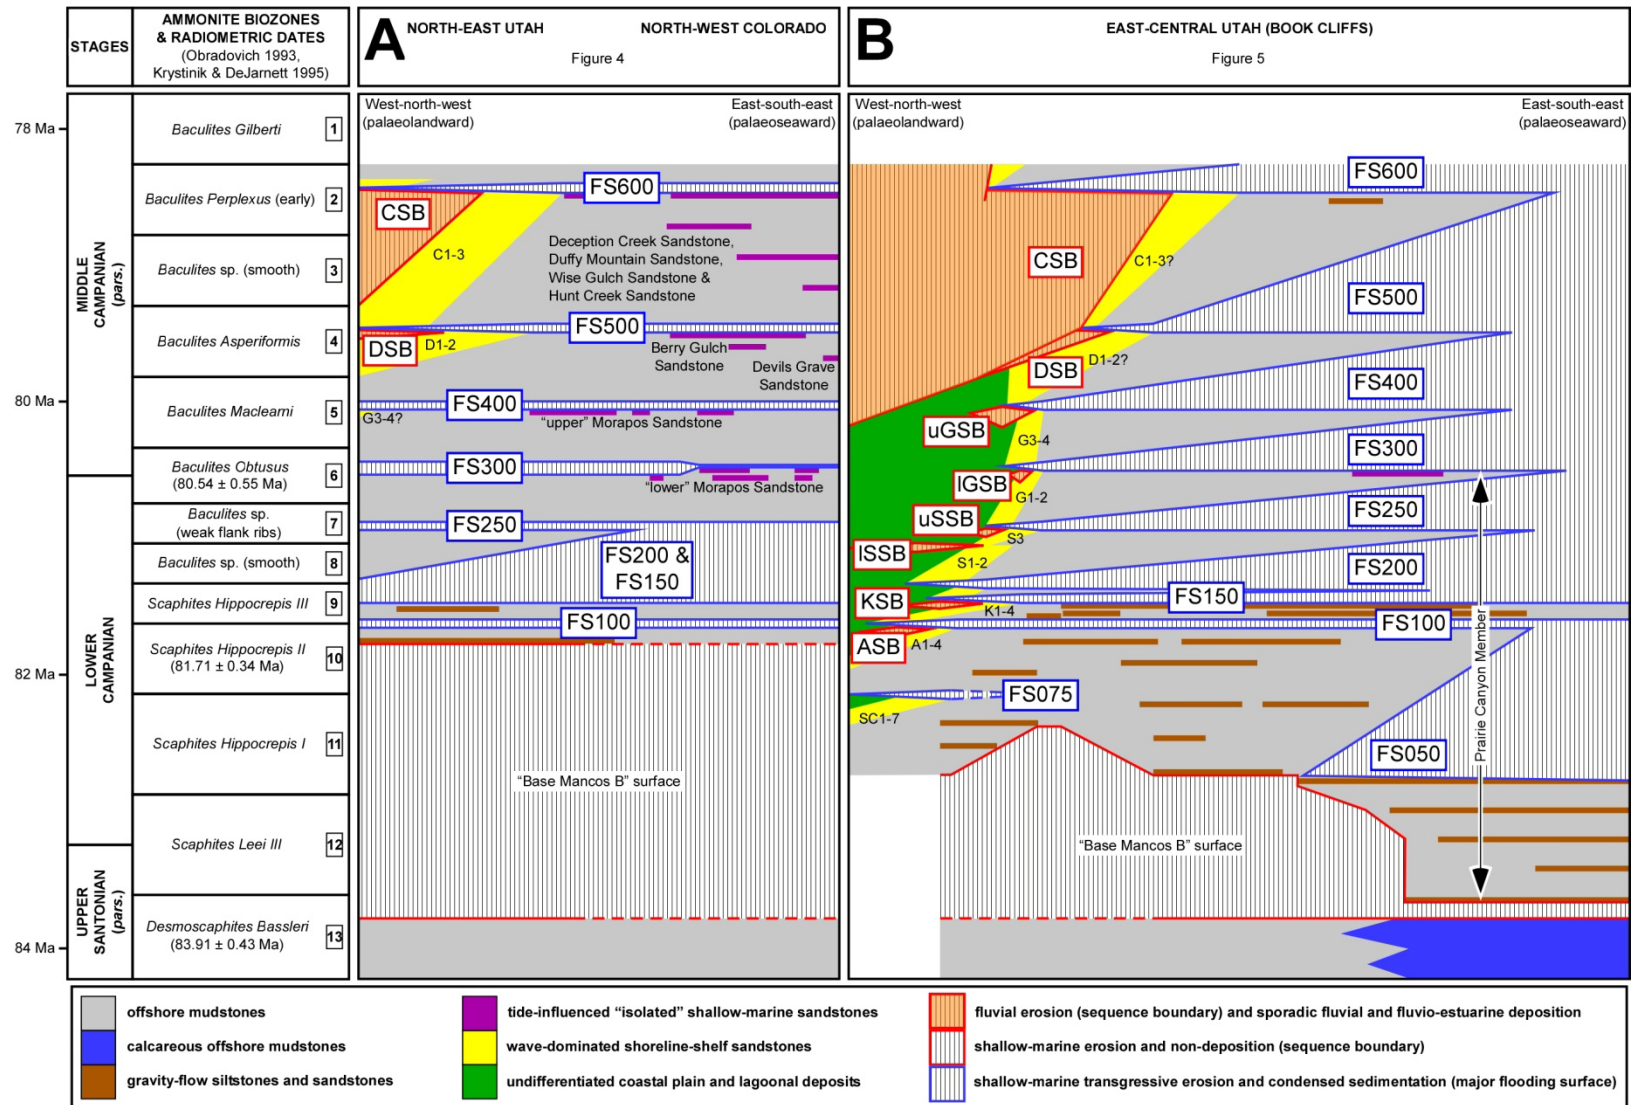 STAGES
AMMONITE BIOZONES
& RADIOMETRIC DATES
(Obradovich 1993,
Krystinik & DeJarnett 1995)
A
NORTH-EAST UTAH
NORTH-WEST COLORADO
Figure 4
B
EAST-CENTRAL UTAH (BOOK CLIFFS)
Figure 5
78 Ma
80 Ma
82 Ma
84 Ma
MIDDLE
CAMPANIAN
(pars.)
LOWER
CAMPANIAN
UPPER
SANTONIAN
(pars.)
Baculites Gilberti 1
Baculites Perplexus (early) 2
Baculites sp. (smooth) 3
Baculites Asperiformis 4
Baculites Maclearni 5
Baculites Obtusus
(80.54 ± 0.55 Ma) 6
Baculites sp.
(weak flank ribs) 7
Baculites sp. (smooth) 8
Scaphites Hippocrepis III 9
Scaphites Hippocrepis II
(81.71 ± 0.34 Ma) 10
Scaphites Hippocrepis I 11
Scaphites Leei III 12
Desmoscaphites Bassleri
(83.91 ± 0.43 Ma) 13
West-north-west
(palaeolandward)
East-south-east
(palaeoseaward)
FS600
CSB
C1-3
Deception Creek Sandstone,
Duffy Mountain Sandstone,
Wise Gulch Sandstone &
Hunt Creek Sandstone
FS500
DSB
D1-2
Berry Gulch
Sandstone
Devils Grave
Sandstone
FS400
G3-4?
"upper" Morapos Sandstone
FS300
"lower" Morapos Sandstone
FS250
FS200 &
FS150
FS100
"Base Mancos B" surface
West-north-west
(palaeolandward)
East-south-east
(palaeoseaward)
FS600
CSB
C1-3?
FS500
DSB
D1-2?
FS400
uGSB
G3-4
FS300
lGSB
G1-2
uSSB
S3
FS250
lSSB
S1-2
FS200
FS150
KSB
K1-4
FS100
ASB
A1-4
FS075
SC1-7
FS050
Prairie Canyon Member
"Base Mancos B" surface
offshore mudstones
calcareous offshore mudstones
gravity-flow siltstones and sandstones
tide-influenced "isolated" shallow-marine sandstones
wave-dominated shoreline-shelf sandstones
undifferentiated coastal plain and lagoonal deposits
fluvial erosion (sequence boundary) and sporadic fluvial and fluvio-estuarine deposition
shallow-marine erosion and non-deposition (sequence boundary)
shallow-marine transgressive erosion and condensed sedimentation (major flooding surface)